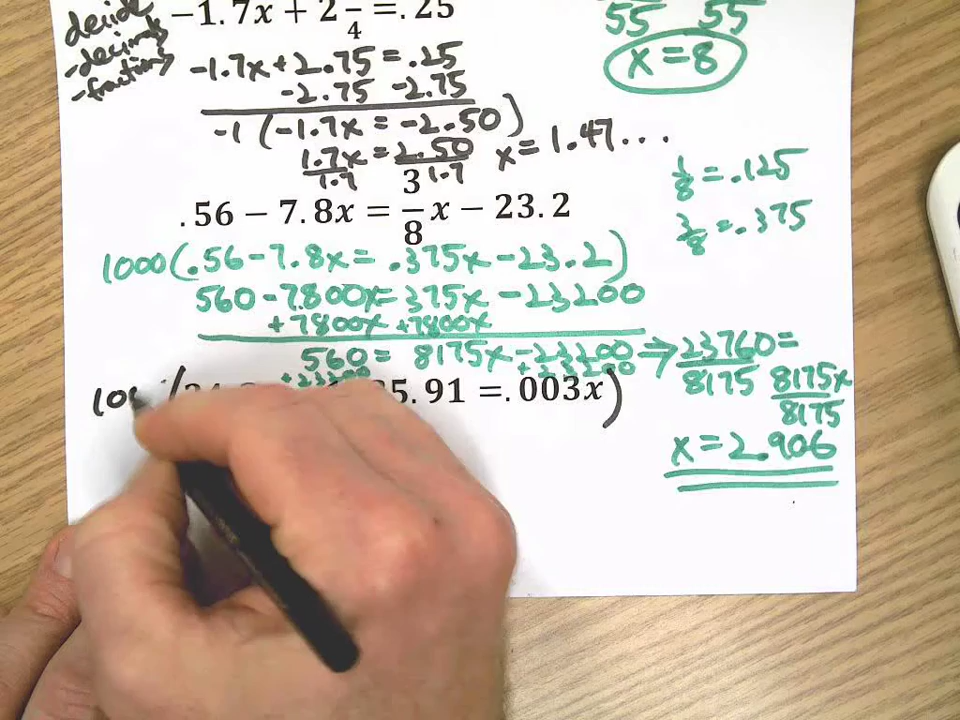 decide
-decimals
-fractions
-1.7x + 2 3/4 = .25
-1.7x + 2.75 = .25
-2.75 -2.75
-1 (-1.7x = -2.50)
1.7x = 2.50
1.7 1.7
x = 1.47...
55 55
x = 8
1/8 = .125
3/8 = .375
.56 − 7.8x = 3/8 x − 23.2
1000(.56 - 7.8x = .375x - 23.2)
560 - 7800x = 375x - 23200
+7800x +7800x
560 = 8175x - 23200
+23200 +23200
⇒ 23760 = 8175x
8175 8175
x = 2.906
5.91 = .003x)